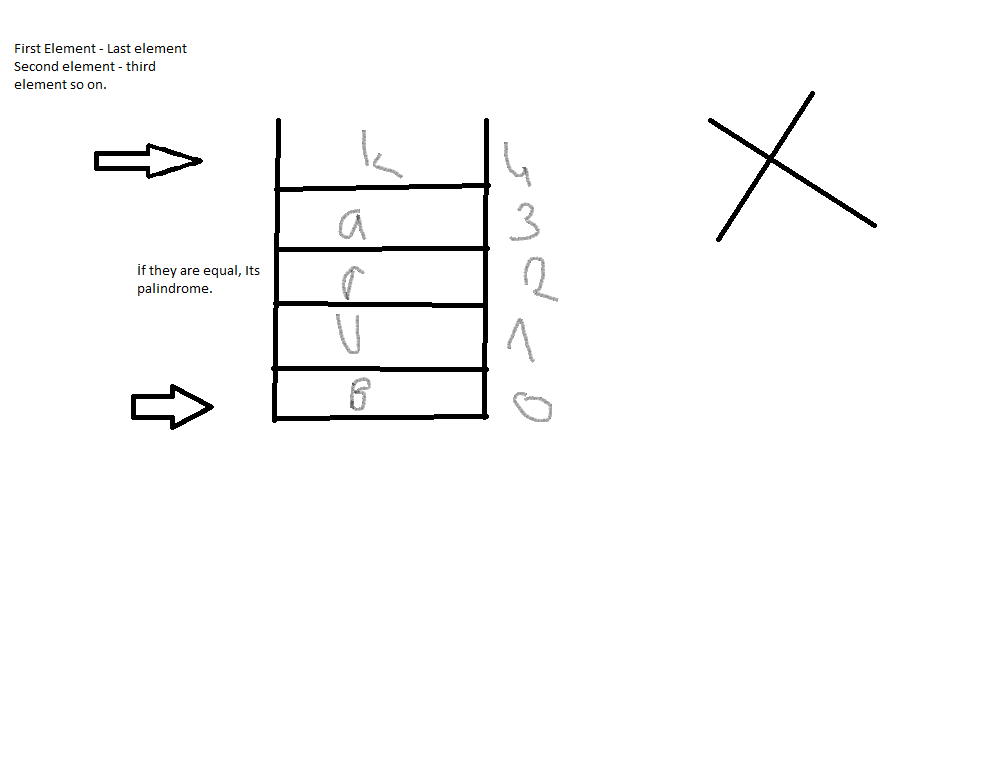 First Element - Last element
Second element - third
element so on.
k 4
a 3
İf they are equal, Its
palindrome.
r 2
u 1
B 0